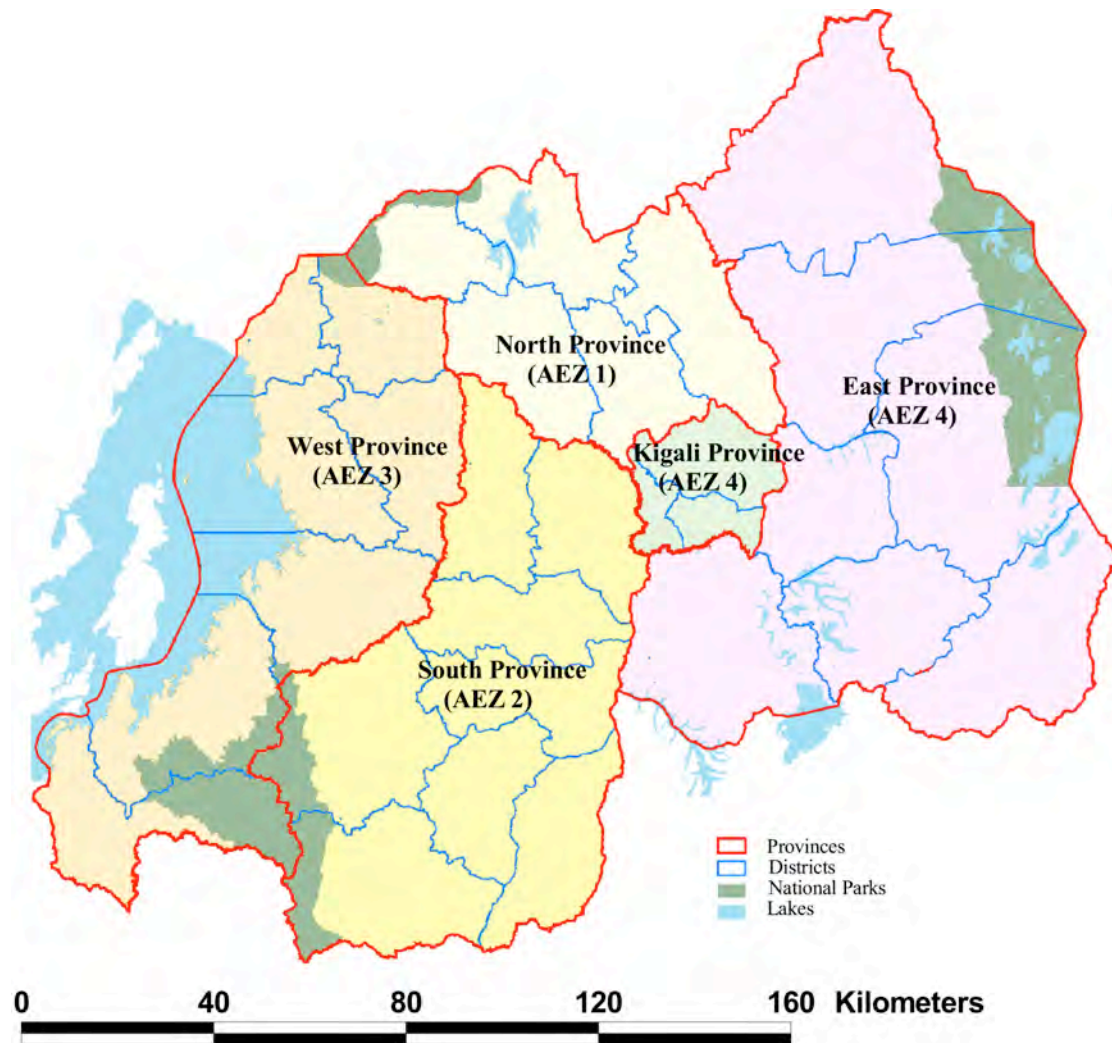 North Province
(AEZ 1)
East Province
(AEZ 4)
West Province
(AEZ 3)
Kigali Province
(AEZ 4)
South Province
(AEZ 2)
Provinces
Districts
National Parks
Lakes
0 40 80 120 160 Kilometers